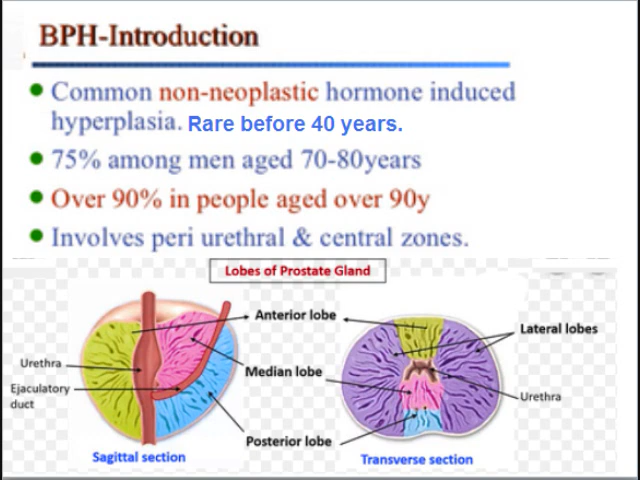 BPH-Introduction
Common non-neoplastic hormone induced
hyperplasia. Rare before 40 years.
75% among men aged 70-80years
Over 90% in people aged over 90y
Involves peri urethral & central zones.
Lobes of Prostate Gland
Anterior lobe
Lateral lobes
Urethra
Median lobe
Ejaculatory
duct
Urethra
Posterior lobe
Sagittal section
Transverse section